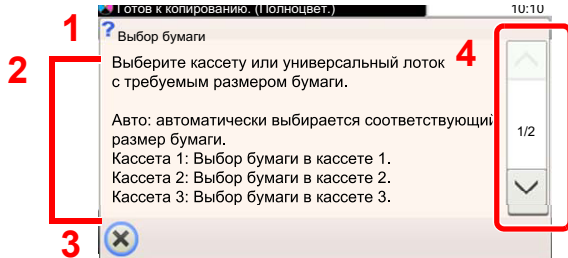 Готов к копированию. (Полноцвет.) 10:10
1
? Выбор бумаги
2
4
Выберите кассету или универсальный лоток
с требуемым размером бумаги.
Авто: автоматически выбирается соответствующий
размер бумаги.
1/2
Кассета 1: Выбор бумаги в кассете 1.
Кассета 2: Выбор бумаги в кассете 2.
Кассета 3: Выбор бумаги в кассете 3.
3